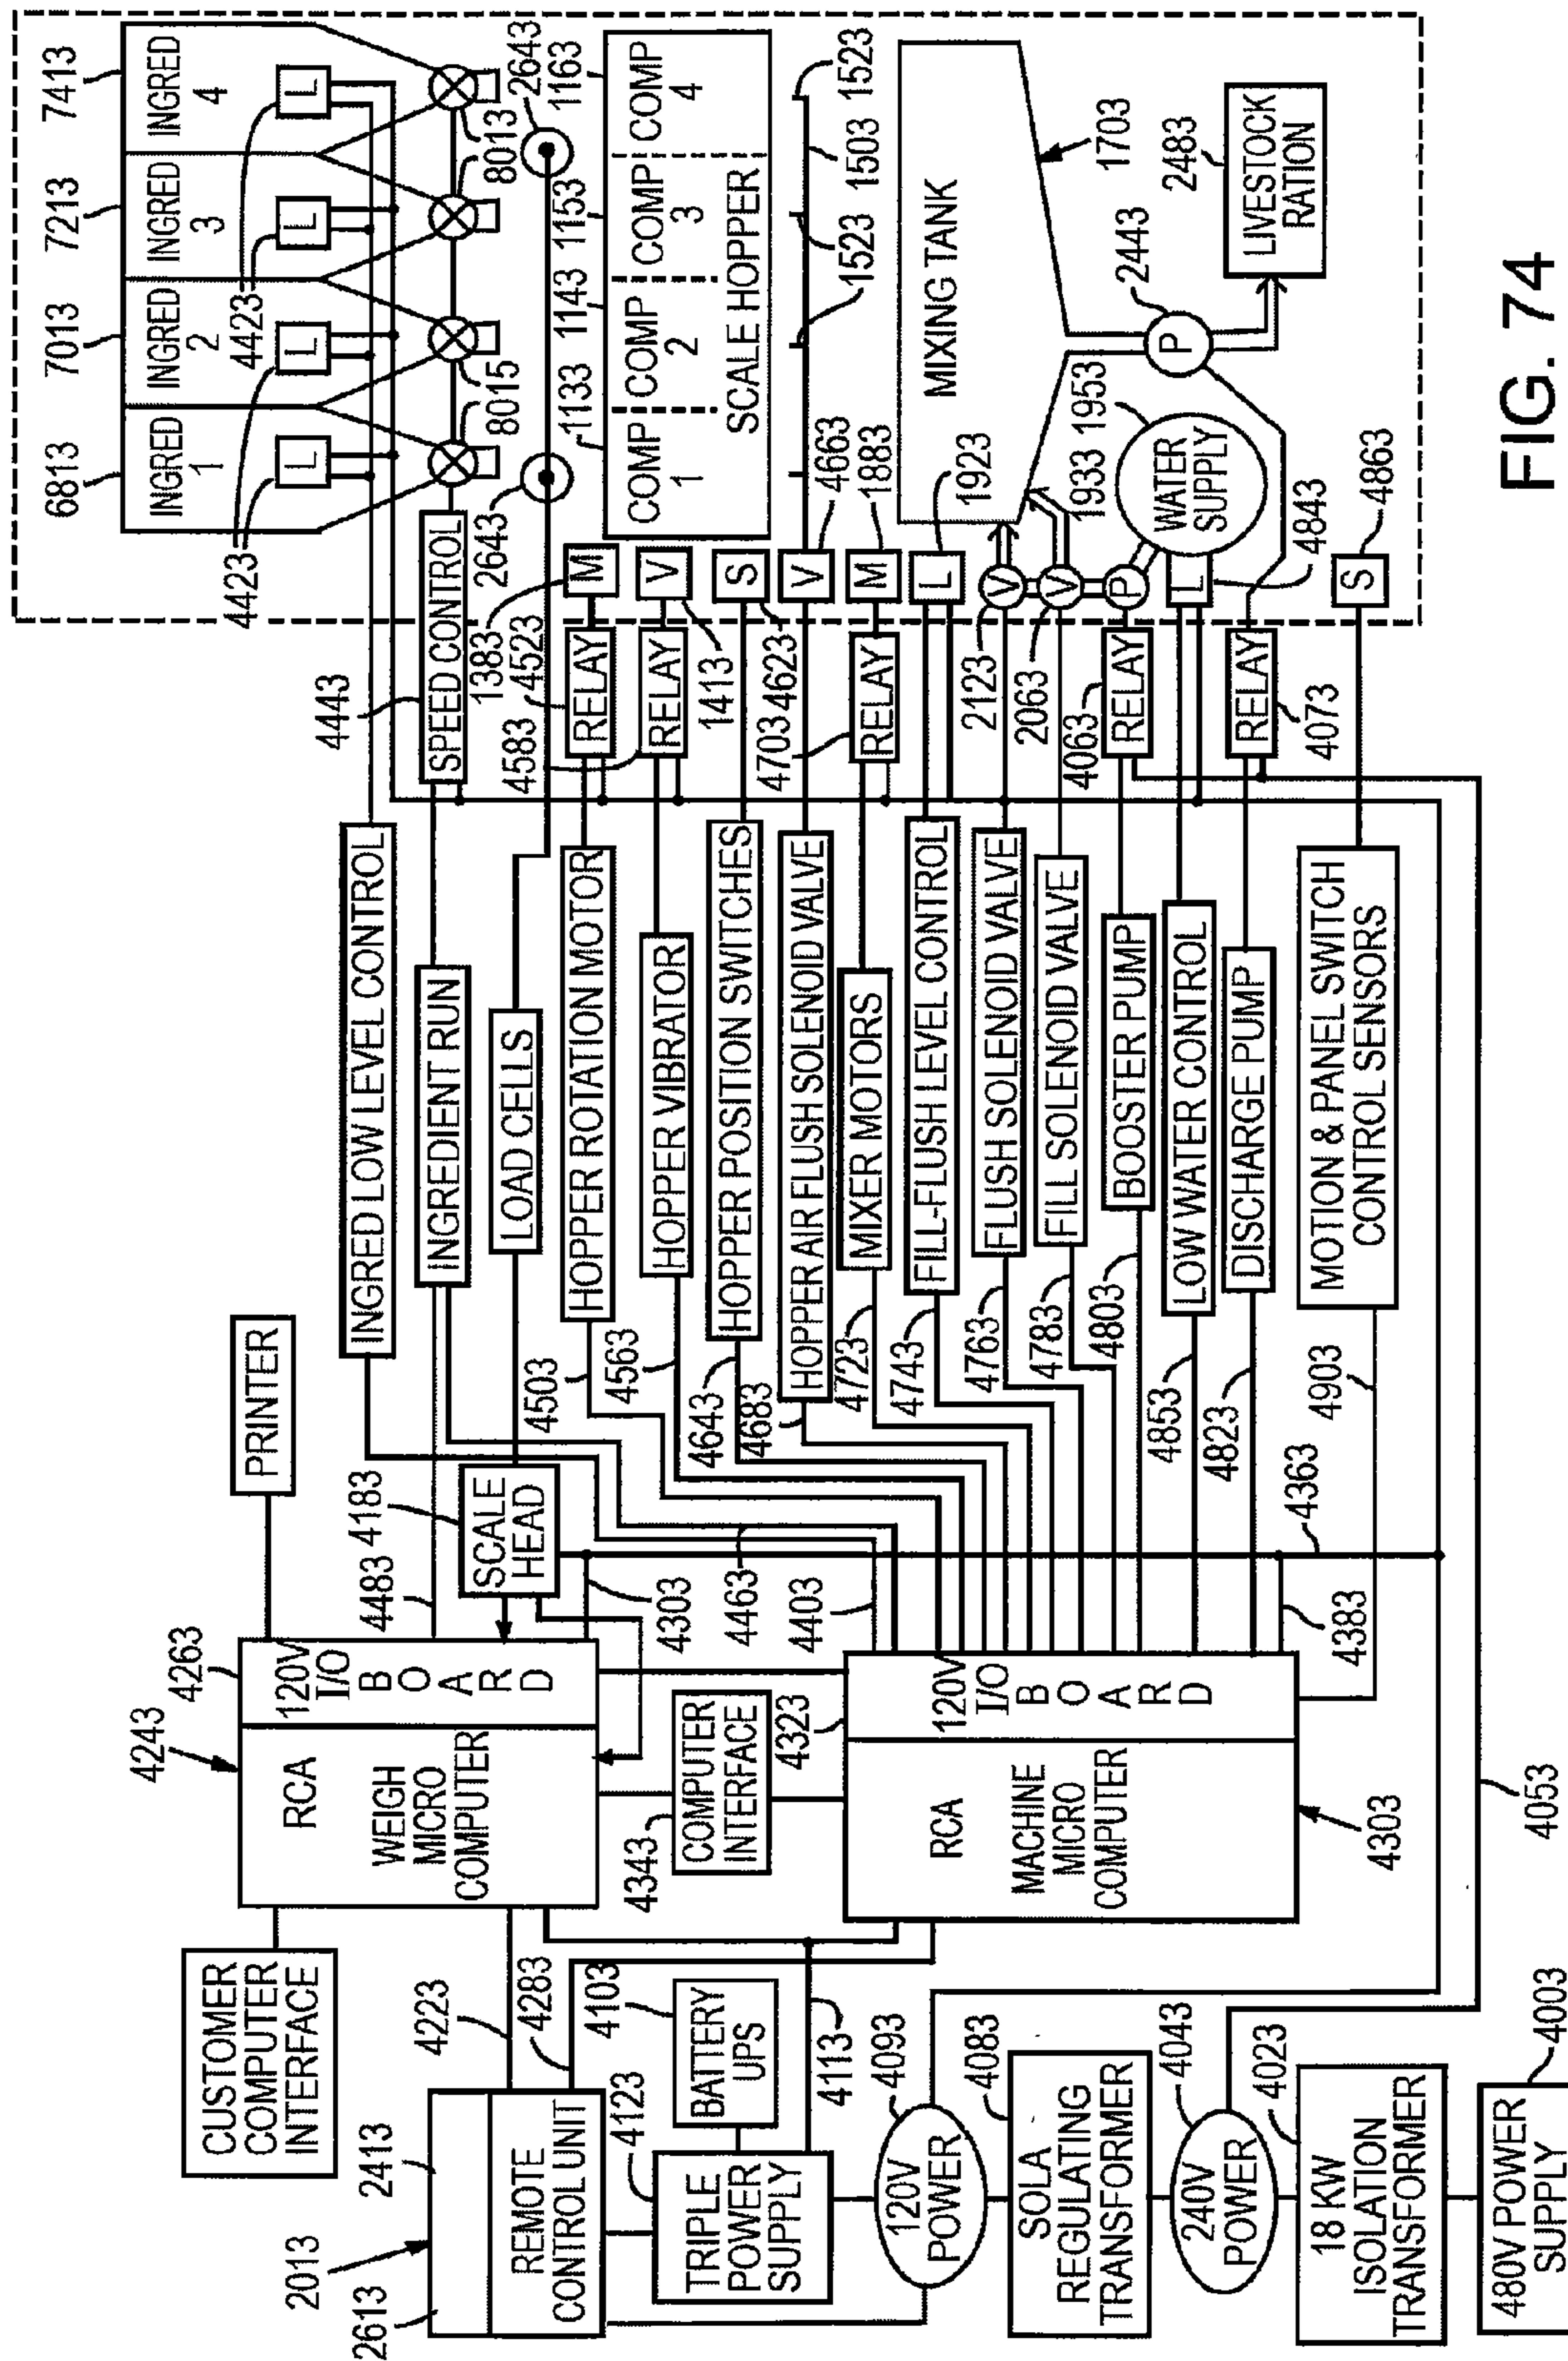 7413
7213
7013
6813
INGRED
4
INGRED
3
INGRED
2
INGRED
1
L
L
L
L
4423
4423
4423
8013
8015
2643
2643
1163
1153
1143
1133
COMP
4
COMP
3
COMP
2
COMP
1
SCALE HOPPER
1523
1503
1523
MIXING TANK
1703
2483
LIVESTOCK
RATION
2443
P
1953
WATER
SUPPLY
1933
1923
4843
4863
4443
SPEED CONTROL
1383
M
4523
RELAY
V
1413
4583
RELAY
S
4623
V
4663
M
1883
4703
RELAY
L
V
2123
V
2063
P
4063
RELAY
L
RELAY
4073
S
INGRED LOW LEVEL CONTROL
INGREDIENT RUN
LOAD CELLS
HOPPER ROTATION MOTOR
HOPPER VIBRATOR
HOPPER POSITION SWITCHES
HOPPER AIR FLUSH SOLENOID VALVE
MIXER MOTORS
FILL-FLUSH LEVEL CONTROL
FLUSH SOLENOID VALVE
FILL SOLENOID VALVE
BOOSTER PUMP
LOW WATER CONTROL
DISCHARGE PUMP
MOTION & PANEL SWITCH
CONTROL SENSORS
PRINTER
4503
4563
4643
4683
4723
4743
4763
4783
4803
4853
4823
4903
4183
SCALE
HEAD
4483
4303
4463
4403
4363
4383
4263
4243
120V
I/O
B
O
A
R
D
RCA
WEIGH
MICRO
COMPUTER
4343
COMPUTER
INTERFACE
4323
120V
I/O
B
O
A
R
D
RCA
MACHINE
MICRO
COMPUTER
4303
4053
CUSTOMER
COMPUTER
INTERFACE
4223
4283
4103
BATTERY
UPS
4113
2013
2413
2613
REMOTE
CONTROL UNIT
4123
TRIPLE
POWER
SUPPLY
4093
120V
POWER
4083
SOLA
REGULATING
TRANSFORMER
4043
240V
POWER
4023
18 KW
ISOLATION
TRANSFORMER
4003
480V POWER
SUPPLY
FIG. 74